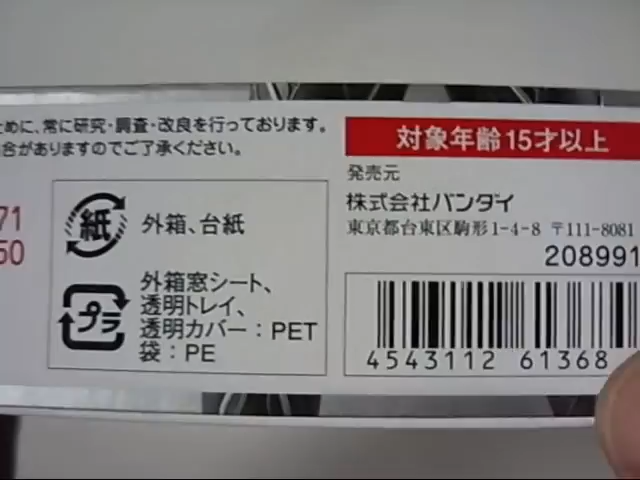 ために、常に研究・調査・改良を行っております。
合がありますのでご了承ください。
71
50
紙
外箱、台紙
プラ
外箱窓シート、
透明トレイ、
透明カバー:PET
袋:PE
対象年齢15才以上
発売元
株式会社バンダイ
東京都台東区駒形1-4-8 〒111-8081
208991
4543112 61368